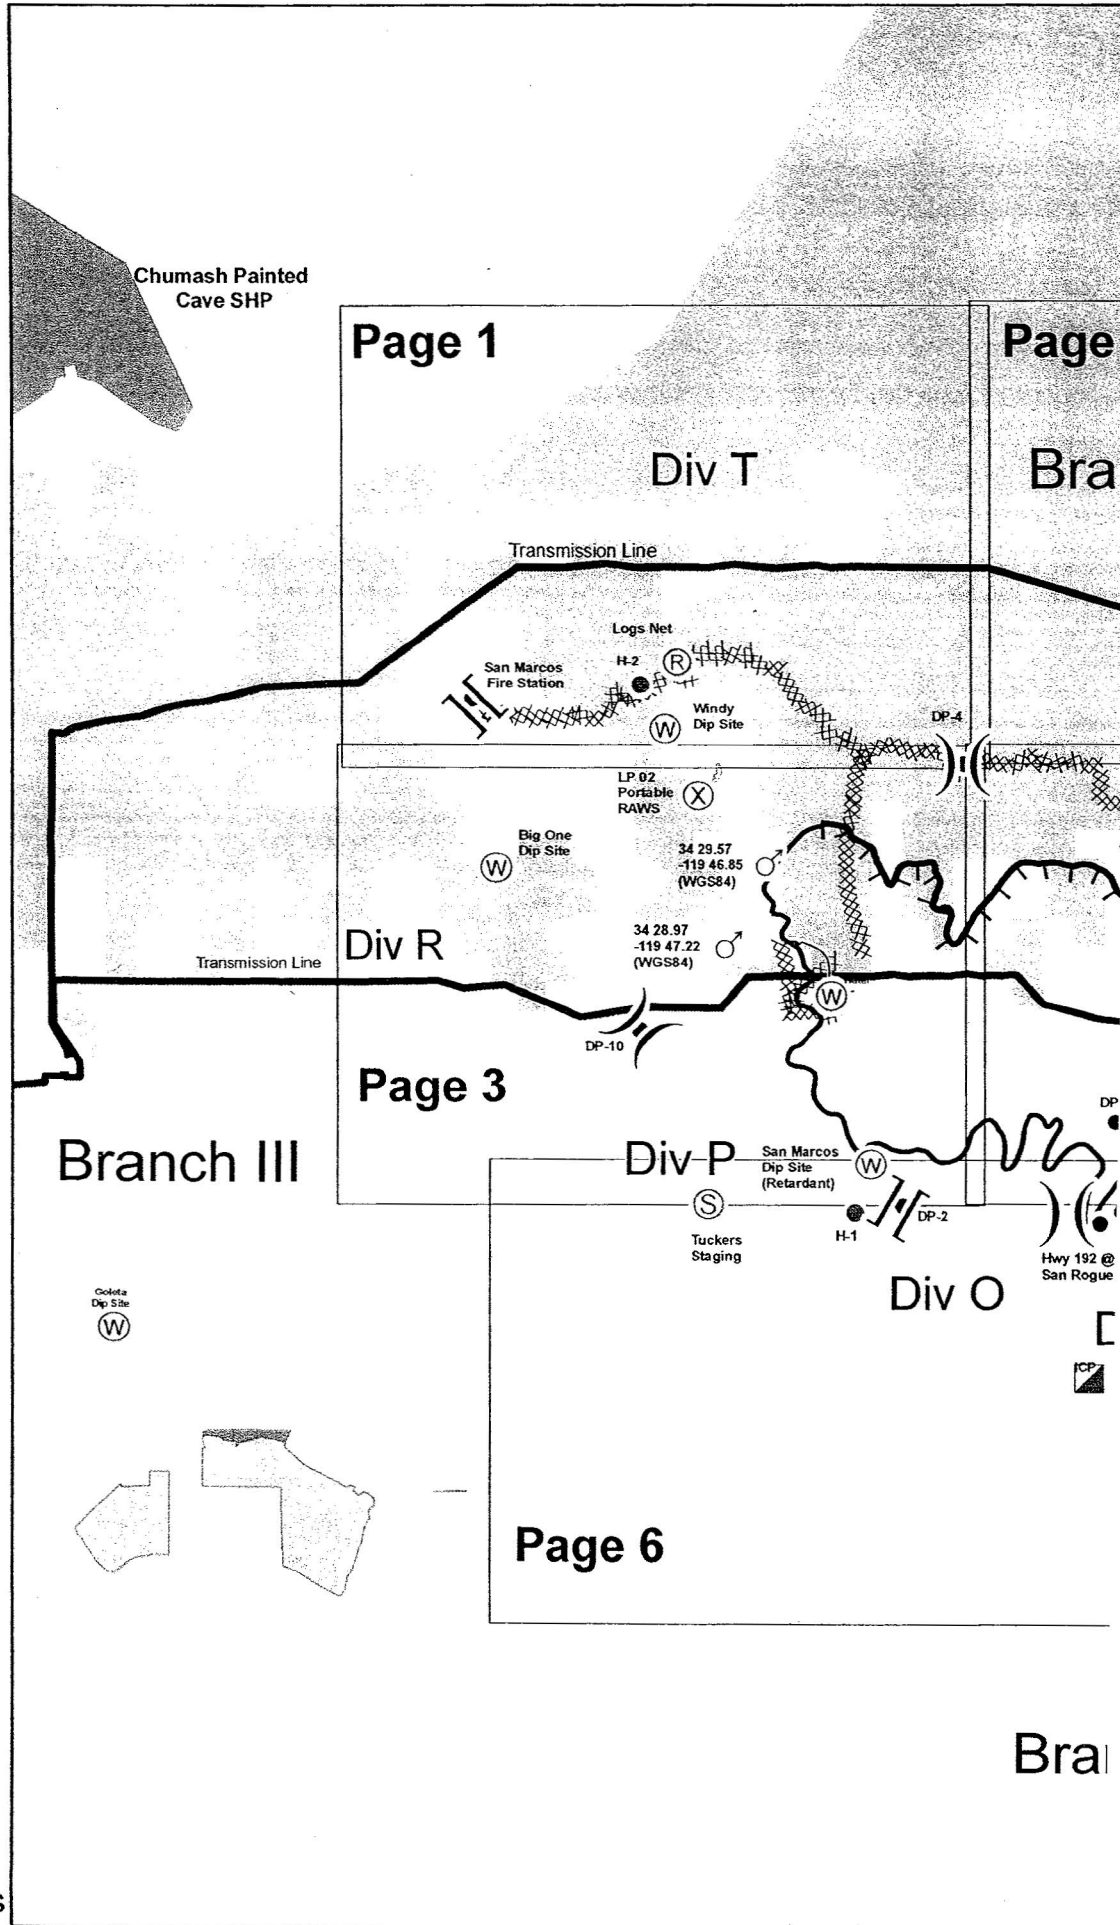 Chumash Painted
Cave SHP
Page 1
Page
Div T
Bra
Transmission Line
Logs Net
H-2
R
San Marcos
Fire Station
Windy
Dip Site
W
DP-4
LP 02
Portable
RAWS
X
Big One
Dip Site
W
34 29.57
-119 46.85
(WGS84)
34 28.97
-119 47.22
(WGS84)
Div R
Transmission Line
W
DP-10
Page 3
DP
Branch III
Div P
San Marcos
Dip Site
(Retardant)
W
S
Tuckers
Staging
H-1
DP-2
Hwy 192 @
San Rogue
Div O
Goleta
Dip Site
W
ICP
Page 6
Bra